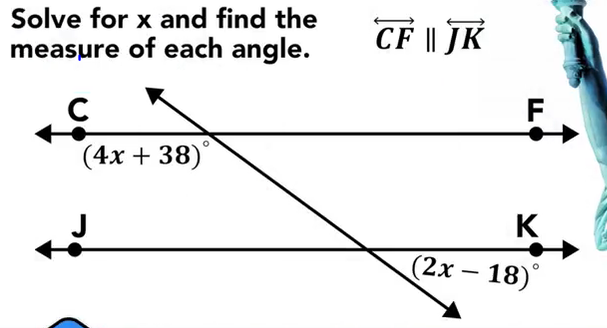 Solve for x and find the
measure of each angle.
CF ∥ JK
C
F
(4x + 38)°
J
K
(2x − 18)°